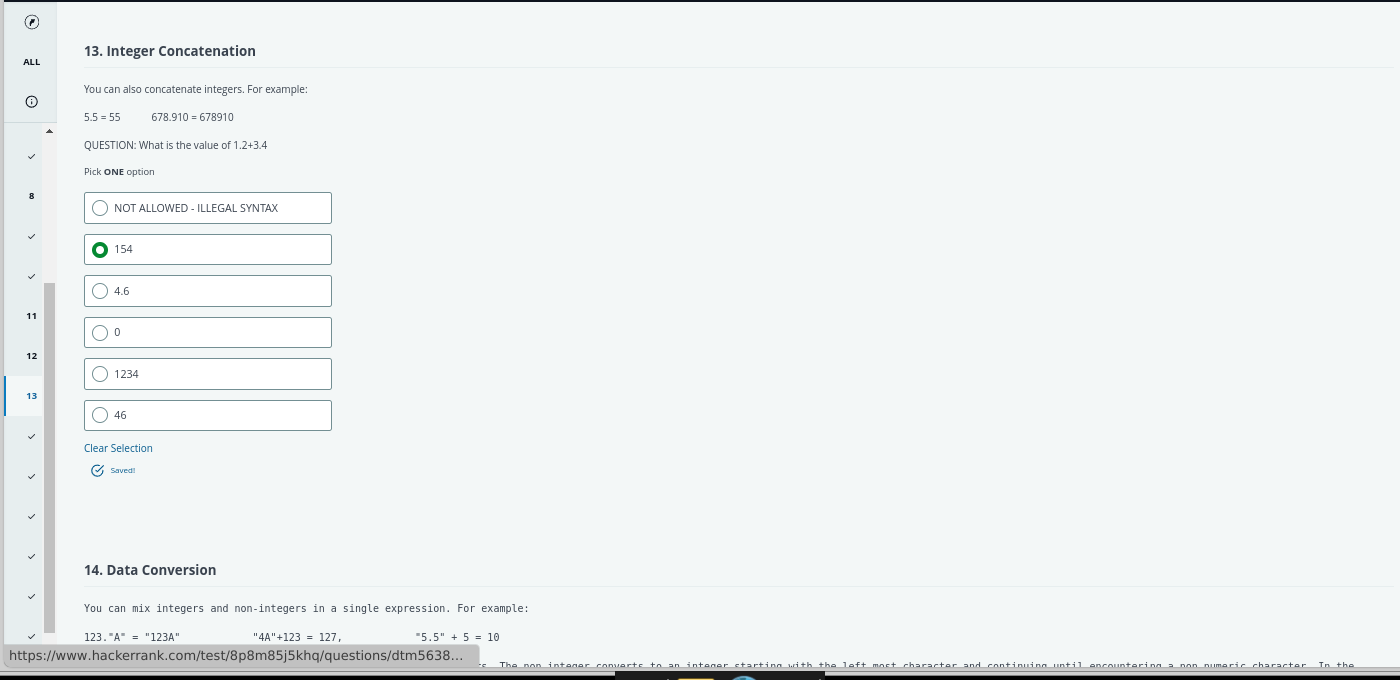 13. Integer Concatenation
ALL
You can also concatenate integers. For example:
5.5 = 55 678.910 = 678910
QUESTION: What is the value of 1.2+3.4
Pick ONE option
NOT ALLOWED - ILLEGAL SYNTAX
8
154
4.6
11
0
12
1234
13
46
Clear Selection
Saved!
14. Data Conversion
You can mix integers and non-integers in a single expression. For example:
123."A" = "123A" "4A"+123 = 127, "5.5" + 5 = 10
https://www.hackerrank.com/test/8p8m85j5khq/questions/dtm5638...
The non-integer converts to an integer starting with the left most character and continuing until encountering a non numeric character. In the